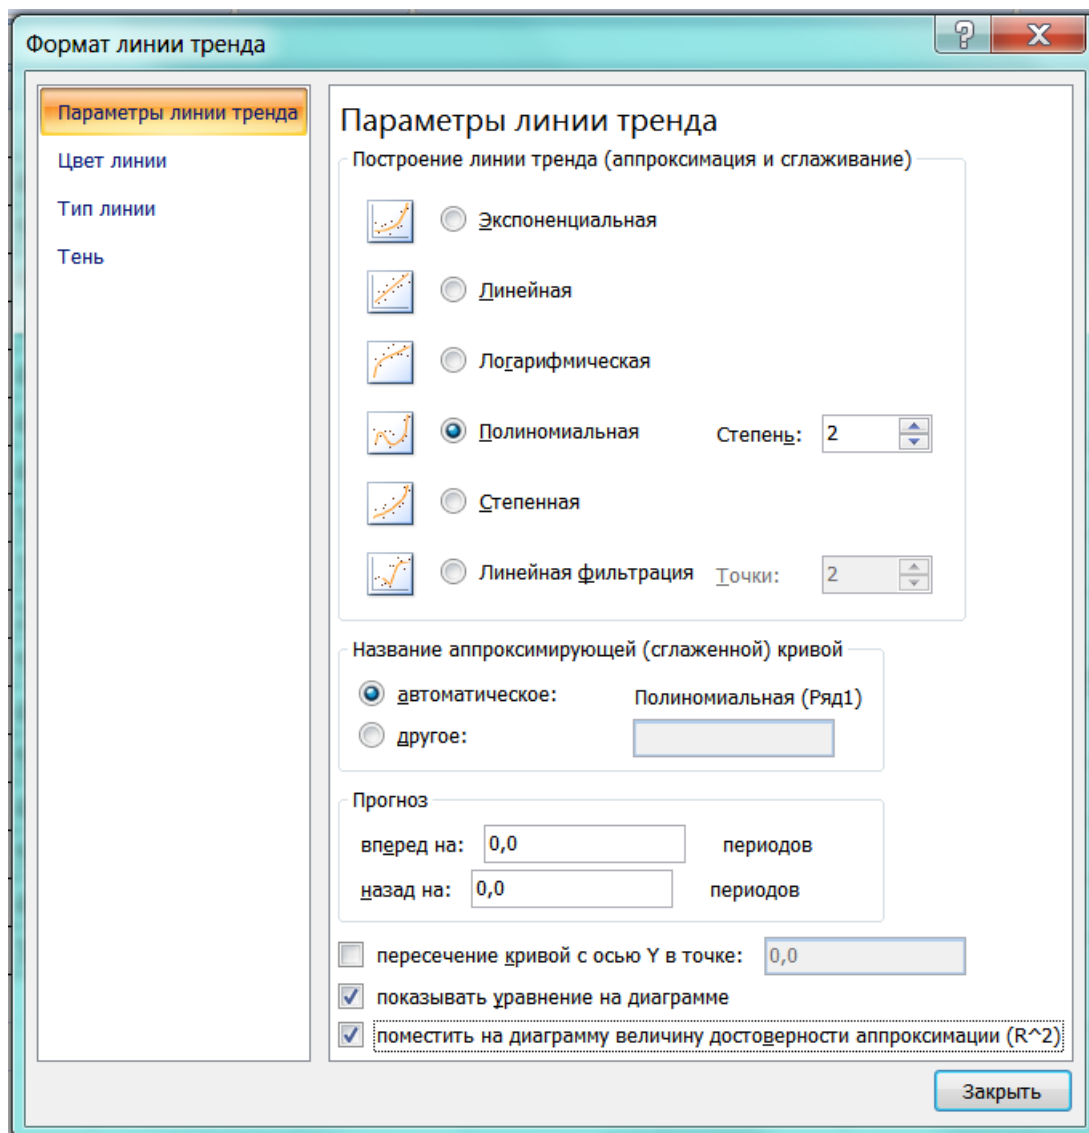 Формат линии тренда
Параметры линии тренда
Цвет линии
Тип линии
Тень
Параметры линии тренда
Построение линии тренда (аппроксимация и сглаживание)
Экспоненциальная
Линейная
Логарифмическая
Полиномиальная Степень: 2
Степенная
Линейная фильтрация Точки: 2
Название аппроксимирующей (сглаженной) кривой
автоматическое: Полиномиальная (Ряд1)
другое:
Прогноз
вперед на: 0,0 периодов
назад на: 0,0 периодов
пересечение кривой с осью Y в точке: 0,0
показывать уравнение на диаграмме
поместить на диаграмму величину достоверности аппроксимации (R^2)
Закрыть